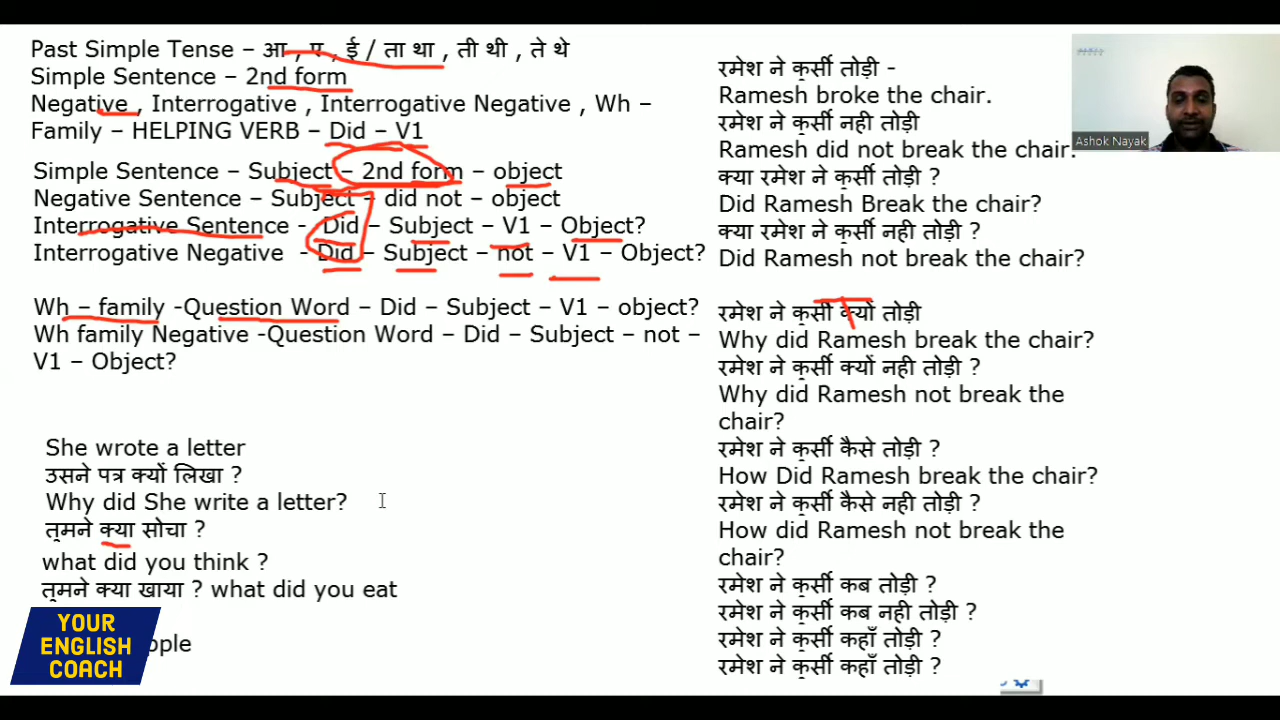 Past Simple Tense – आ , ए , ई / ता था , ती थी , ते थे
Simple Sentence – 2nd form
Negative , Interrogative , Interrogative Negative , Wh –
Family – HELPING VERB – Did – V1
Simple Sentence – Subject – 2nd form – object
Negative Sentence – Subject – did not – object
Interrogative Sentence - Did – Subject – V1 – Object?
Interrogative Negative - Did – Subject – not – V1 – Object?
Wh – family -Question Word – Did – Subject – V1 – object?
Wh family Negative -Question Word – Did – Subject – not –
V1 – Object?
She wrote a letter
उसने पत्र क्यों लिखा ?
Why did She write a letter?
तुमने क्या सोचा ?
what did you think ?
तुमने क्या खाया ? what did you eat
YOUR
ENGLISH
COACH
रमेश ने कुर्सी तोड़ी -
Ramesh broke the chair.
रमेश ने कुर्सी नही तोड़ी
Ramesh did not break the chair.
क्या रमेश ने कुर्सी तोड़ी ?
Did Ramesh Break the chair?
क्या रमेश ने कुर्सी नही तोड़ी ?
Did Ramesh not break the chair?
रमेश ने कुर्सी क्यों तोड़ी
Why did Ramesh break the chair?
रमेश ने कुर्सी क्यों नही तोड़ी ?
Why did Ramesh not break the
chair?
रमेश ने कुर्सी कैसे तोड़ी ?
How Did Ramesh break the chair?
रमेश ने कुर्सी कैसे नही तोड़ी ?
How did Ramesh not break the
chair?
रमेश ने कुर्सी कब तोड़ी ?
रमेश ने कुर्सी कब नही तोड़ी ?
रमेश ने कुर्सी कहाँ तोड़ी ?
रमेश ने कुर्सी कहाँ तोड़ी ?
Ashok Nayak